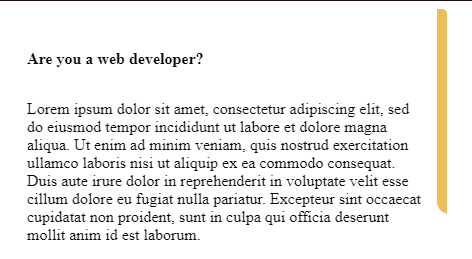 Are you a web developer?
Lorem ipsum dolor sit amet, consectetur adipiscing elit, sed
do eiusmod tempor incididunt ut labore et dolore magna
aliqua. Ut enim ad minim veniam, quis nostrud exercitation
ullamco laboris nisi ut aliquip ex ea commodo consequat.
Duis aute irure dolor in reprehenderit in voluptate velit esse
cillum dolore eu fugiat nulla pariatur. Excepteur sint occaecat
cupidatat non proident, sunt in culpa qui officia deserunt
mollit anim id est laborum.